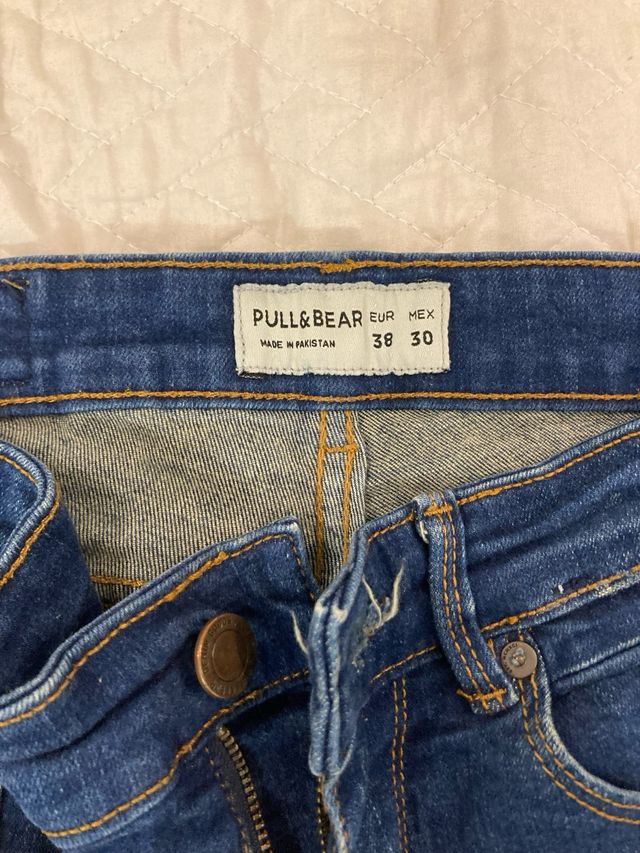 PULL&BEAR EUR MEX
MADE IN PAKISTAN 38 30